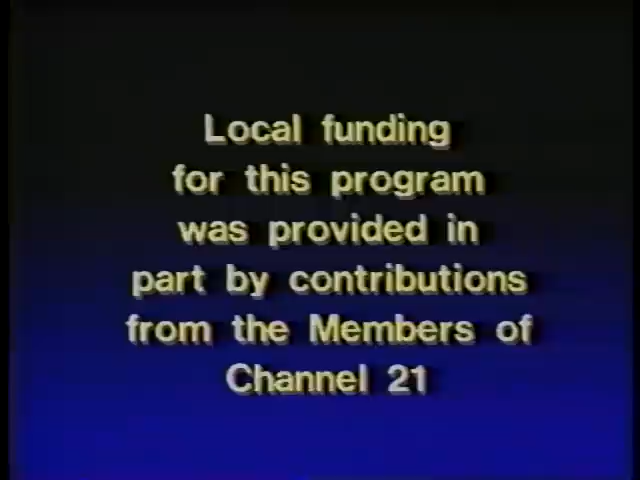 Local funding
for this program
was provided in
part by contributions
from the Members of
Channel 21